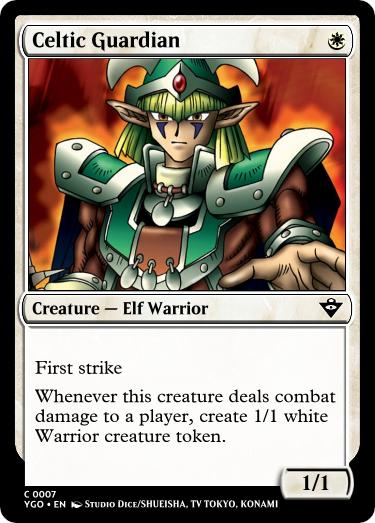 Celtic Guardian
Creature — Elf Warrior
First strike
Whenever this creature deals combat
damage to a player, create 1/1 white
Warrior creature token.
1/1
C 0007
YGO • EN Studio Dice/SHUEISHA, TV TOKYO, KONAMI